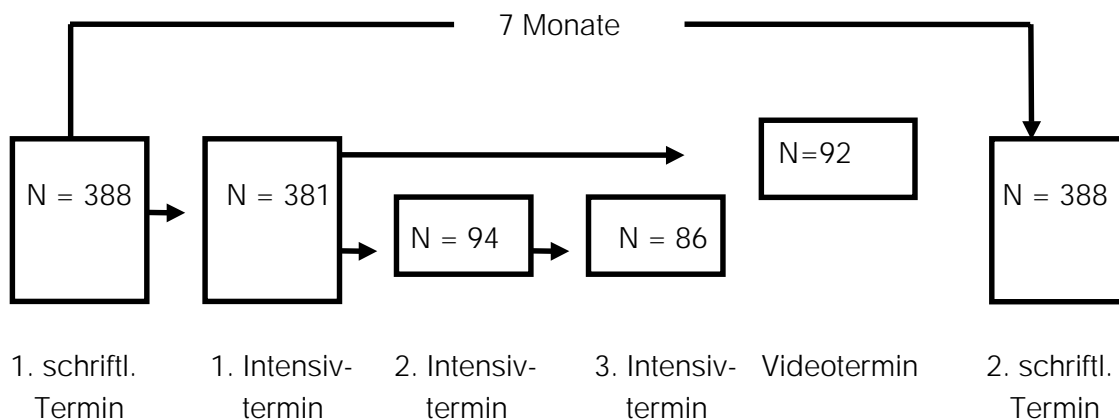 7 Monate
N=92
N = 388
N = 381
N = 388
N = 94
N = 86
1. schriftl.
Termin
1. Intensiv-
termin
2. Intensiv-
termin
3. Intensiv-
termin
Videotermin
2. schriftl.
Termin